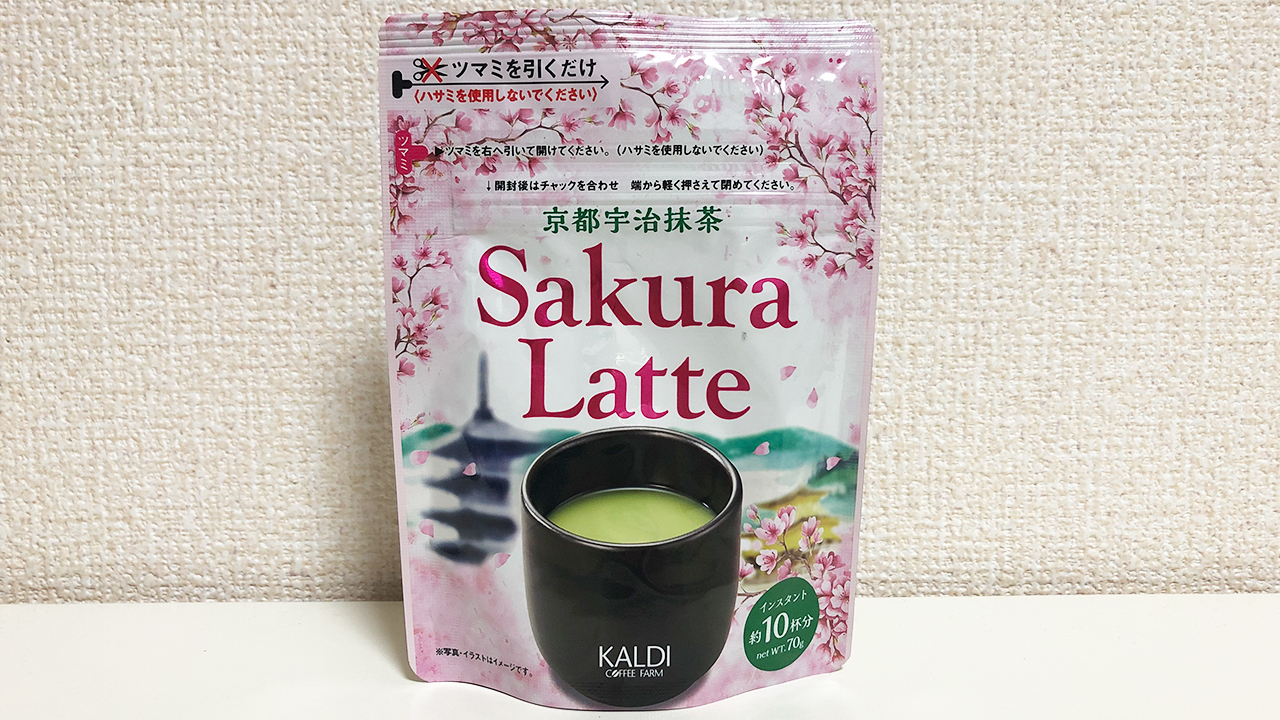 ツマミを引くだけ
〈ハサミを使用しないでください〉
ツマミ
▶ツマミを右へ引いて開けてください。(ハサミを使用しないでください)
↓開封後はチャックを合わせ 端から軽く押さえて閉めてください。
京都宇治抹茶
Sakura
Latte
インスタント
約10杯分
net WT. 70g
※写真・イラストはイメージです。
KALDI
COFFEE FARM